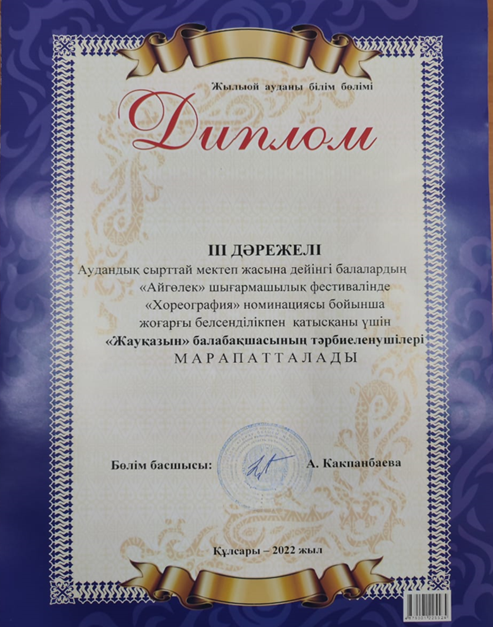 Жылыой ауданы білім бөлімі
Диплом
III ДӘРЕЖЕЛІ
Аудандық сырттай мектеп жасына дейінгі балалардың
«Айгөлек» шығармашылық фестивалінде
«Хореография» номинациясы бойынша
жоғарғы белсенділікпен қатысқаны үшін
«Жауқазын» балабақшасының тәрбиеленушілері
МАРАПАТТАЛАДЫ
Бөлім басшысы: А. Какпанбаева
Құлсары – 2022 жыл